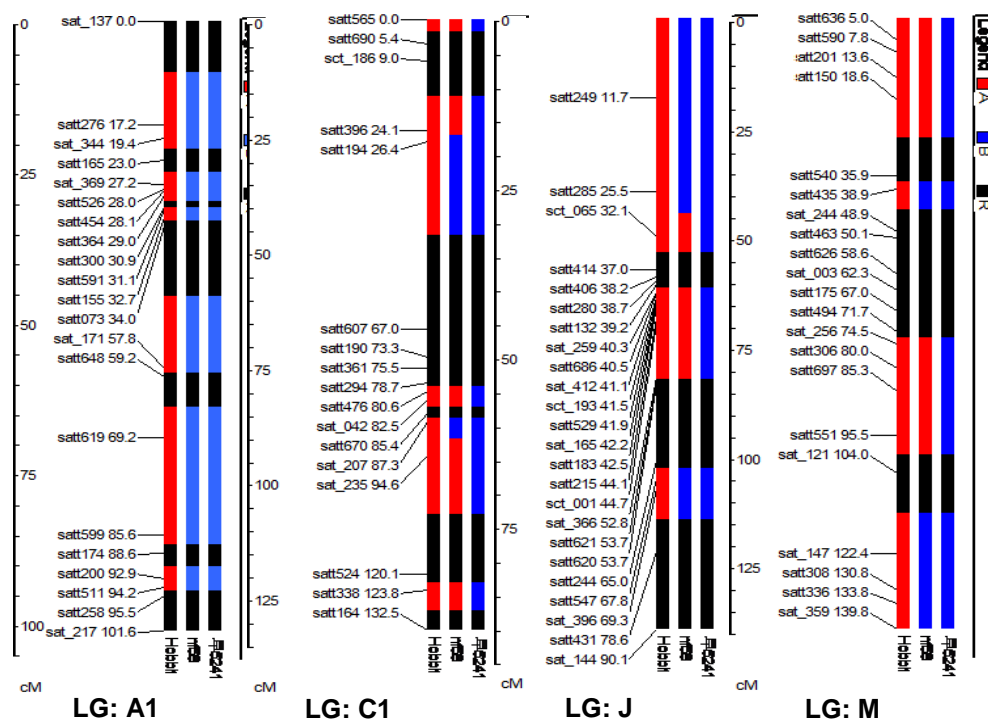 0
sat_137 0.0
satt276 17.2
sat_344 19.4
satt165 23.0
25
sat_369 27.2
satt526 28.0
satt454 28.1
satt364 29.0
satt300 30.9
satt591 31.1
satt155 32.7
satt073 34.0
50
sat_171 57.8
satt648 59.2
satt619 69.2
75
satt599 85.6
satt174 88.6
satt200 92.9
satt511 94.2
satt258 95.5
100
sat_217 101.6
cM
Hobbit
LG: A1
0
25
50
75
100
125
satt565 0.0
satt690 5.4
sct_186 9.0
satt396 24.1
satt194 26.4
satt607 67.0
satt190 73.3
satt361 75.5
satt294 78.7
satt476 80.6
sat_042 82.5
satt670 85.4
sat_207 87.3
sat_235 94.6
satt524 120.1
satt338 123.8
satt164 132.5
cM
Hobbit
LG: C1
0
25
50
75
satt249 11.7
satt285 25.5
sct_065 32.1
satt414 37.0
satt406 38.2
satt280 38.7
satt132 39.2
sat_259 40.3
satt686 40.5
sat_412 41.1
sct_193 41.5
satt529 41.9
sat_165 42.2
satt183 42.5
satt215 44.1
sct_001 44.7
sat_366 52.8
satt621 53.7
satt620 53.7
satt244 65.0
satt547 67.8
sat_396 69.3
satt431 78.6
sat_144 90.1
cM
Hobbit
LG: J
0
25
50
75
100
125
satt636 5.0
satt590 7.8
att201 13.6
att150 18.6
satt540 35.9
satt435 38.9
sat_244 48.9
satt463 50.1
satt626 58.6
sat_003 62.3
satt175 67.0
satt494 71.7
sat_256 74.5
satt306 80.0
satt697 85.3
satt551 95.5
sat_121 104.0
sat_147 122.4
satt308 130.8
satt336 133.8
sat_359 139.8
cM
Hobbit
LG: M
Legend
A
B
R